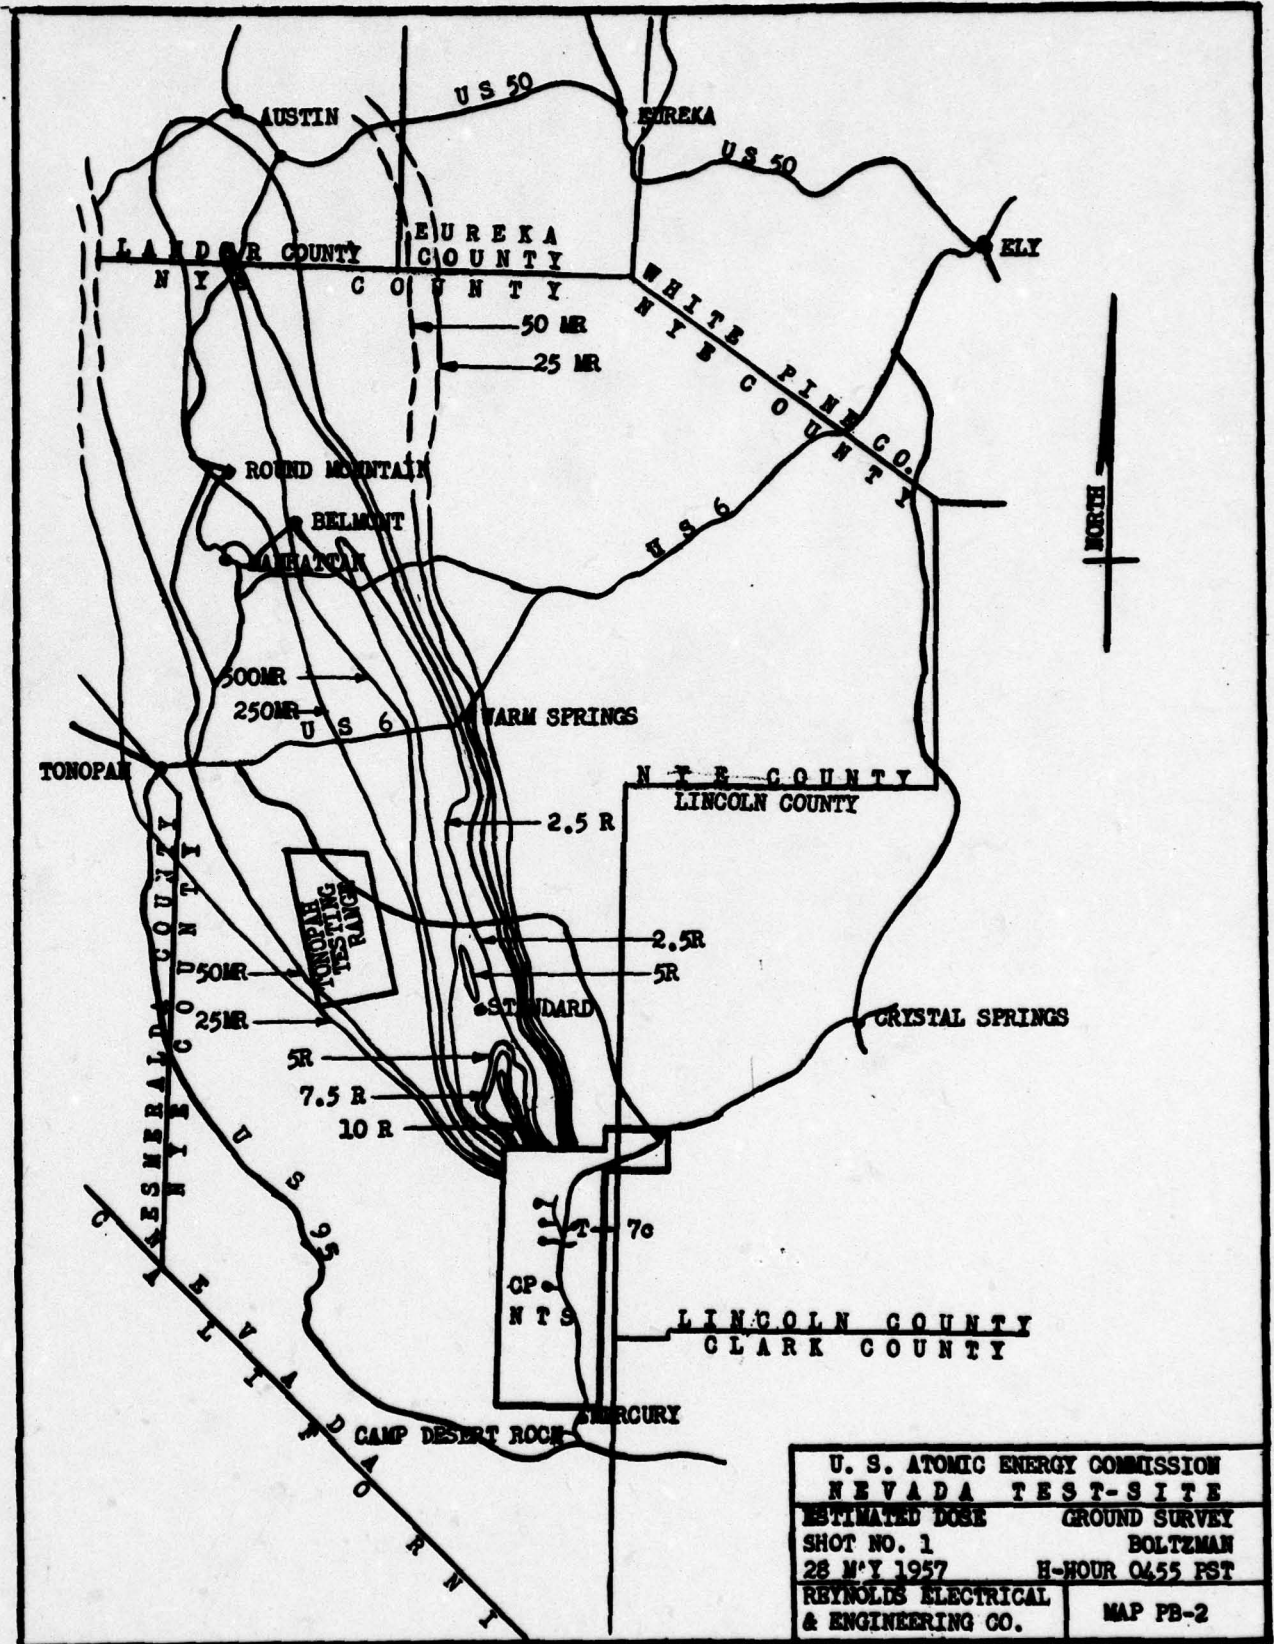 US 50
AUSTIN
EUREKA
US 50
ELY
LANDER COUNTY
NYE COUNTY
EUREKA
COUNTY
WHITE PINE CO.
NYE COUNTY
50 MR
25 MR
NORTH
ROUND MOUNTAIN
BELMONT
MANHATTAN
US 6
500MR
250MR
US 6
WARM SPRINGS
TONOPAH
NYE COUNTY
LINCOLN COUNTY
2.5 R
TONOPAH
TESTING
RANGE
ESMERALDA COUNTY
NYE COUNTY
2.5R
5R
50MR
25MR
STANDARD
CRYSTAL SPRINGS
5R
7.5 R
10 R
US 95
T-7c
CP
NTS
LINCOLN COUNTY
CLARK COUNTY
NEVADA
CALIFORNI
MERCURY
CAMP DESERT ROCK
U. S. ATOMIC ENERGY COMMISSION
NEVADA TEST-SITE
ESTIMATED DOSE GROUND SURVEY
SHOT NO. 1 BOLTZMAN
28 M'Y 1957 H-HOUR 0455 PST
REYNOLDS ELECTRICAL
& ENGINEERING CO.
MAP PB-2